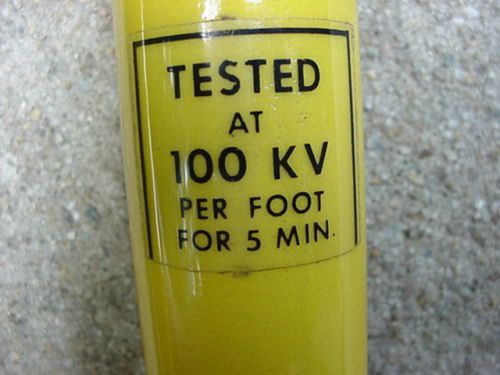 TESTED
AT
100 KV
PER FOOT
FOR 5 MIN.